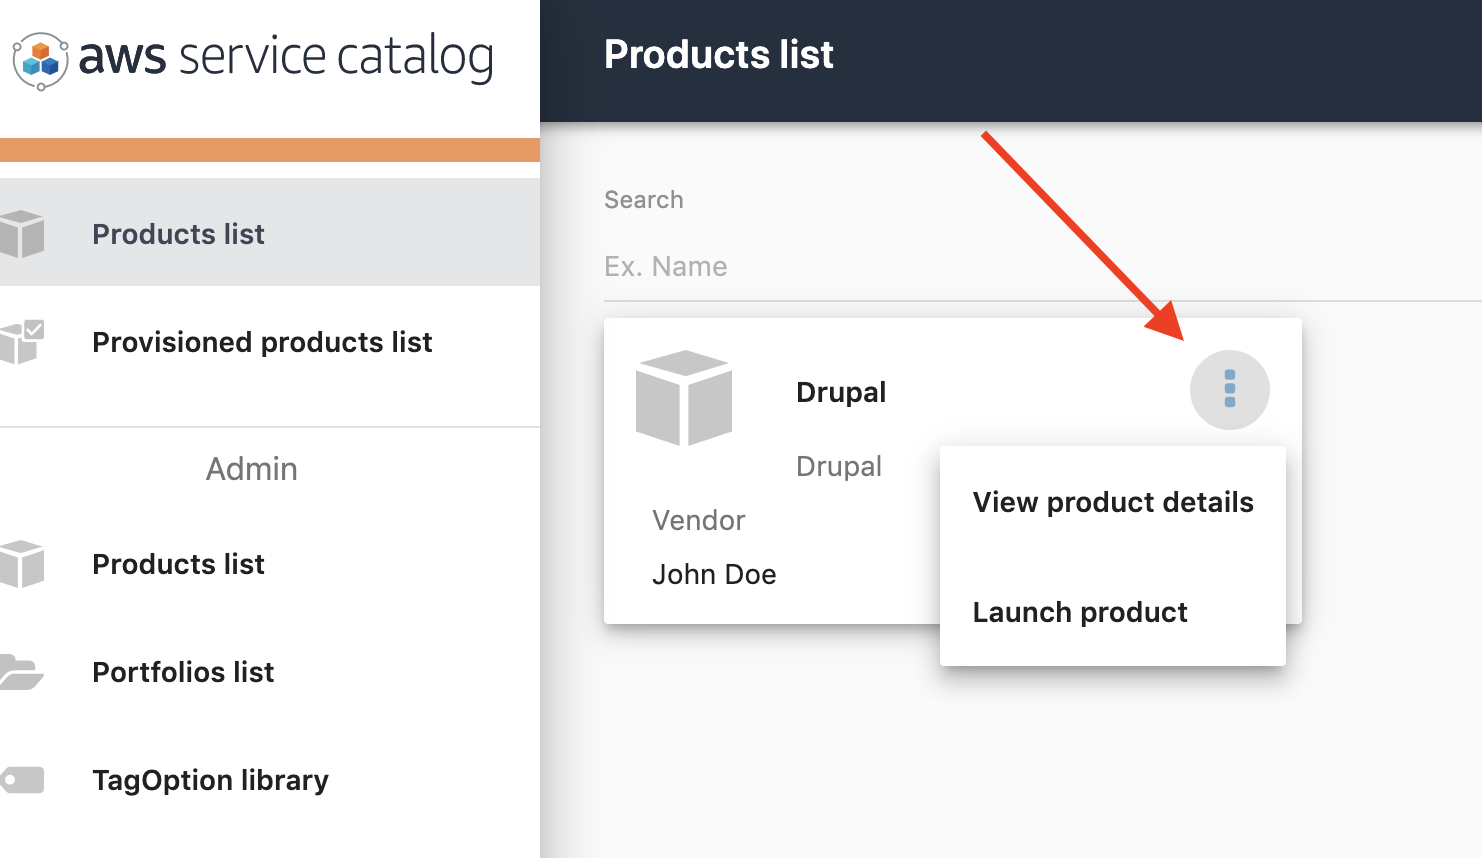 aws service catalog
Products list
Provisioned products list
Admin
Products list
Portfolios list
TagOption library
Products list
Search
Ex. Name
Drupal
Drupal
Vendor
John Doe
View product details
Launch product